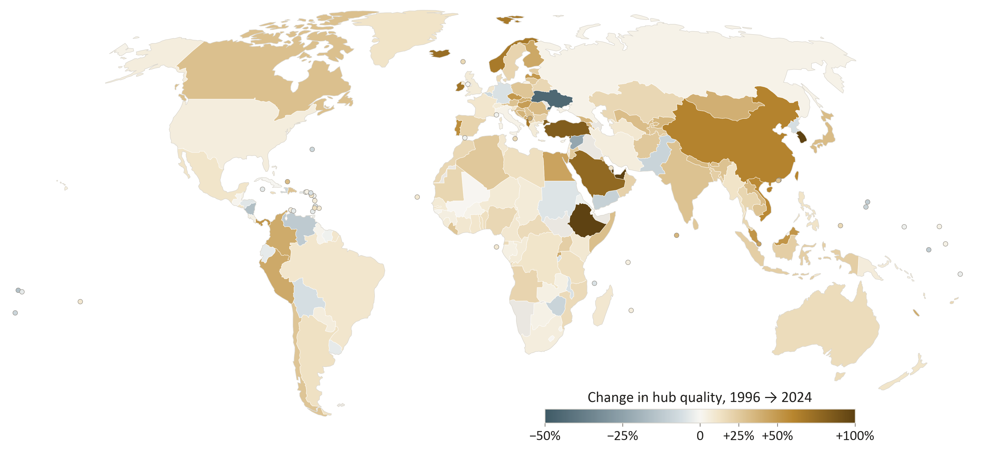 Change in hub quality, 1996 → 2024
−50% −25% 0 +25% +50% +100%